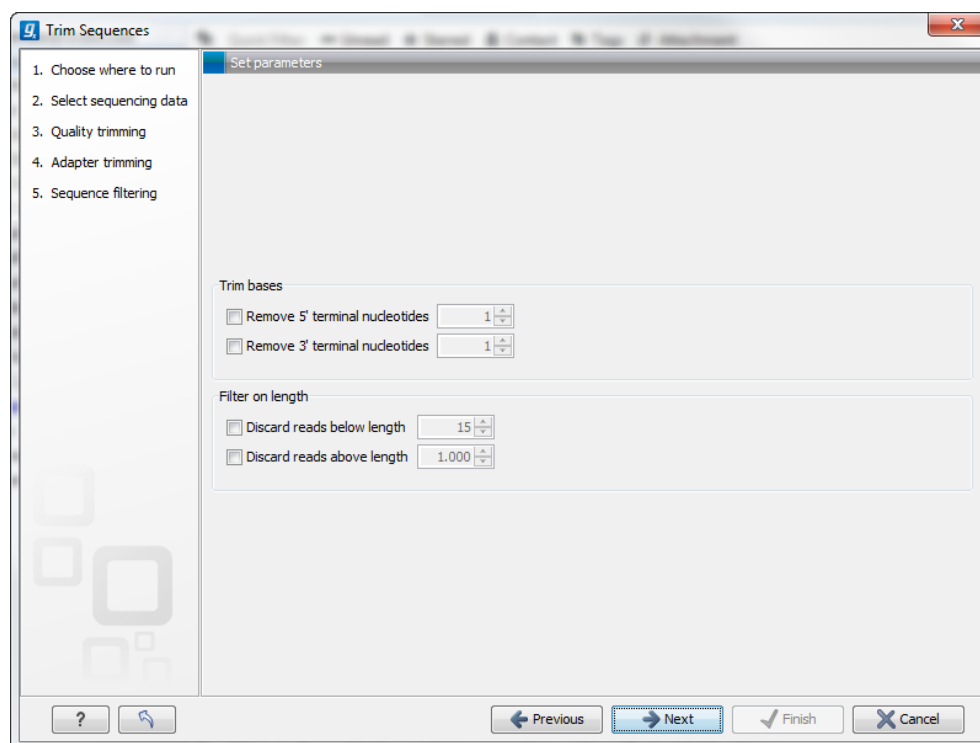 Trim Sequences
1. Choose where to run
2. Select sequencing data
3. Quality trimming
4. Adapter trimming
5. Sequence filtering
Set parameters
Trim bases
Remove 5' terminal nucleotides 1
Remove 3' terminal nucleotides 1
Filter on length
Discard reads below length 15
Discard reads above length 1.000
? Previous Next Finish Cancel